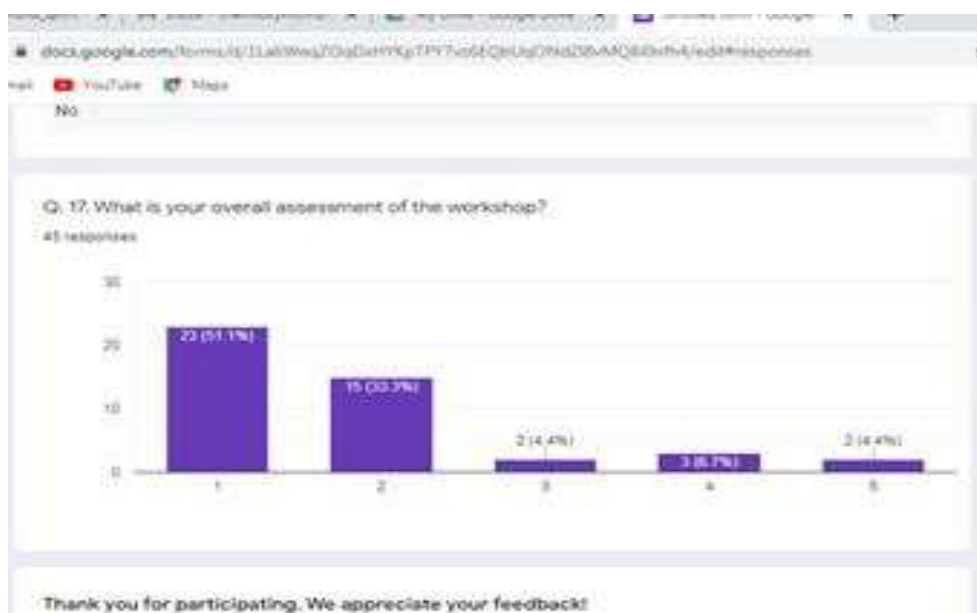 docs.google.com/forms/d/
YouTube Maps
No
Q. 17. What is your overall assessment of the workshop?
45 responses
30
20
10
0
23 (51.1%)
15 (33.3%)
2 (4.4%)
3 (6.7%)
2 (4.4%)
1 2 3 4 5
Thank you for participating. We appreciate your feedback!